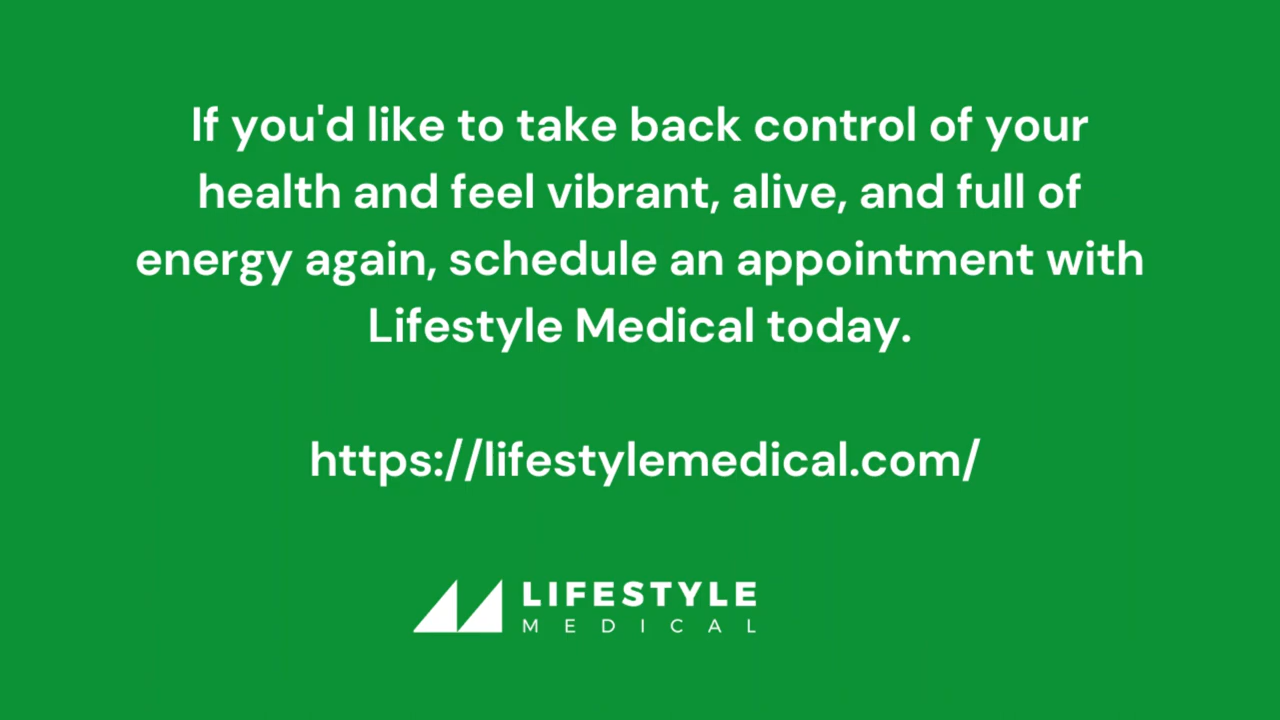 If you'd like to take back control of your
health and feel vibrant, alive, and full of
energy again, schedule an appointment with
Lifestyle Medical today.
https://lifestylemedical.com/
LIFESTYLE
MEDICAL